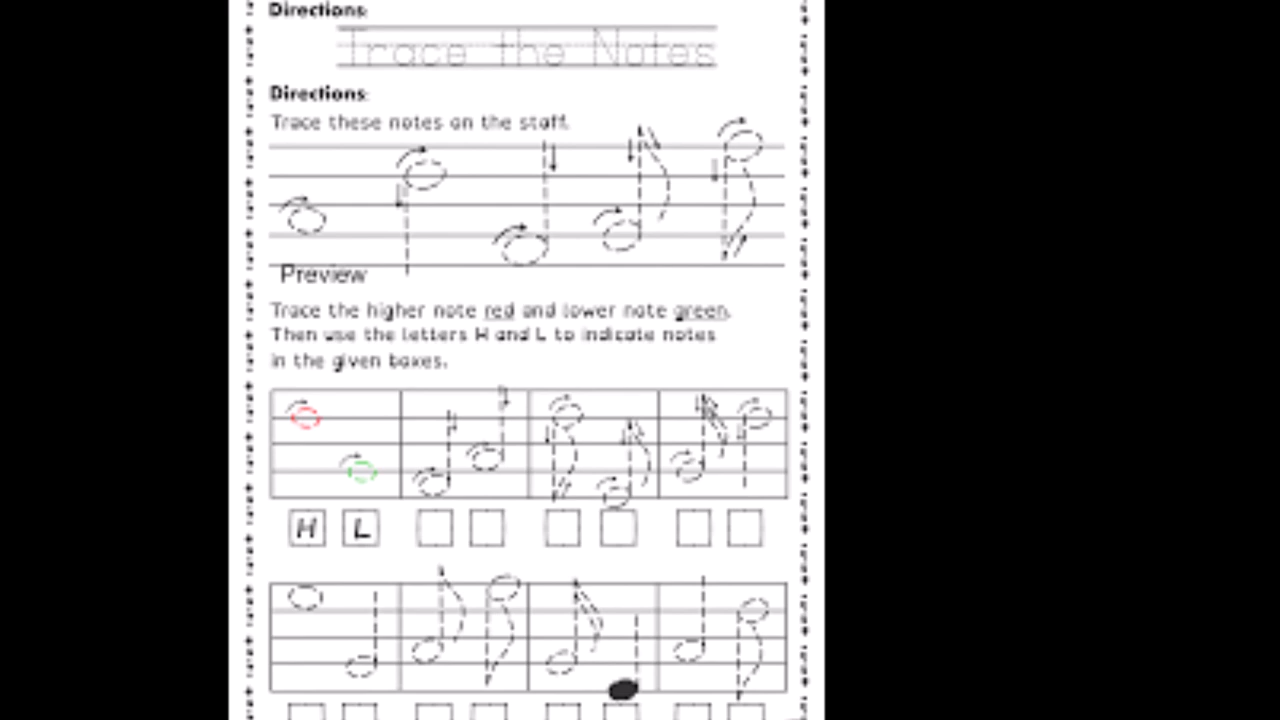 Directions:
Trace the Notes
Directions:
Trace these notes on the staff.
Preview
Trace the higher note red and lower note green.
Then use the letters H and L to indicate notes
in the given boxes.
H L